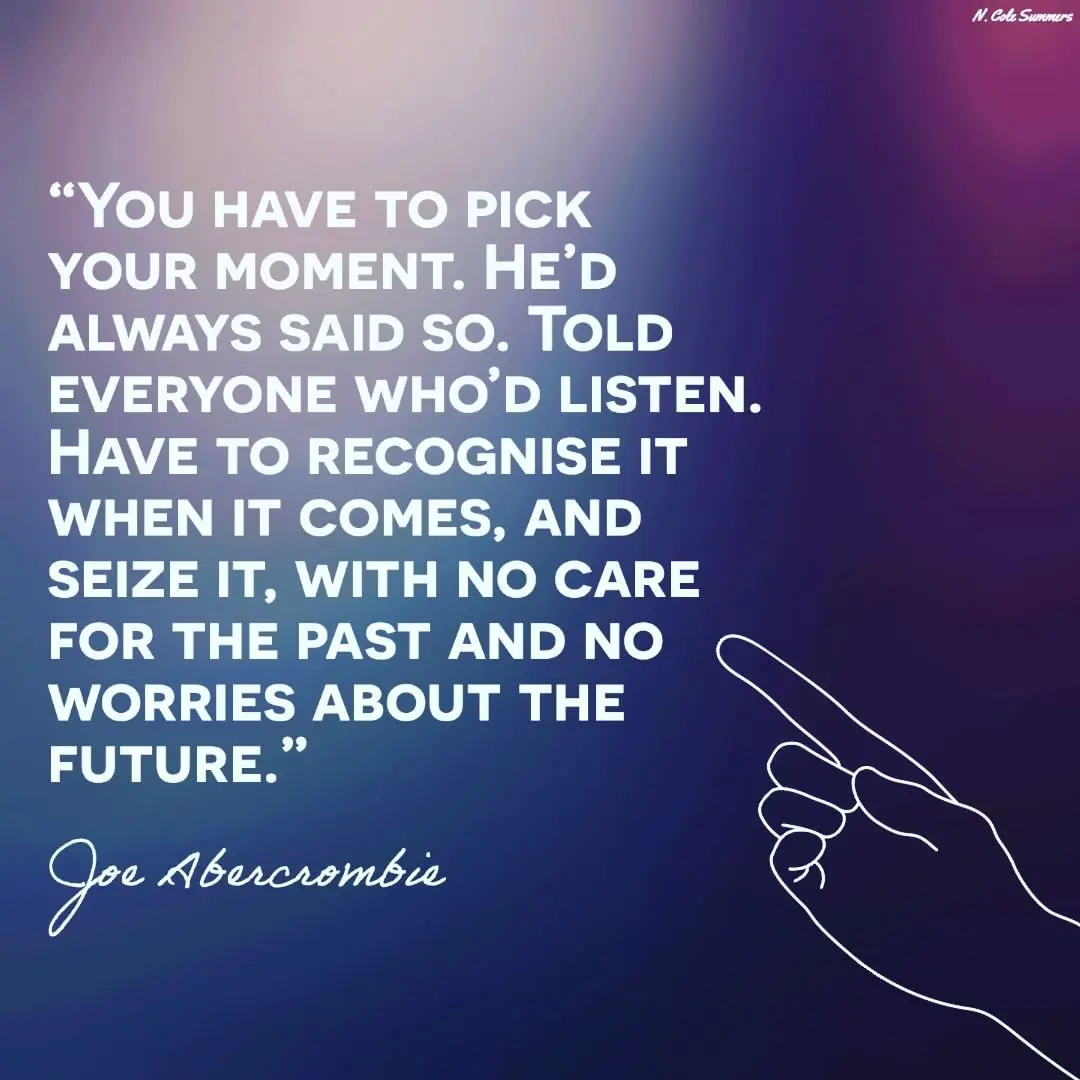 N. Cole Summers
“You have to pick
your moment. He’d
always said so. Told
everyone who’d listen.
Have to recognise it
when it comes, and
seize it, with no care
for the past and no
worries about the
future.”
Joe Abercrombie